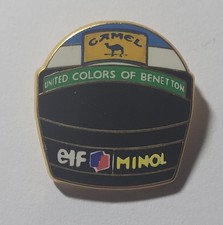 CAMEL
UNITED COLORS OF BENETTON
elf MINOL